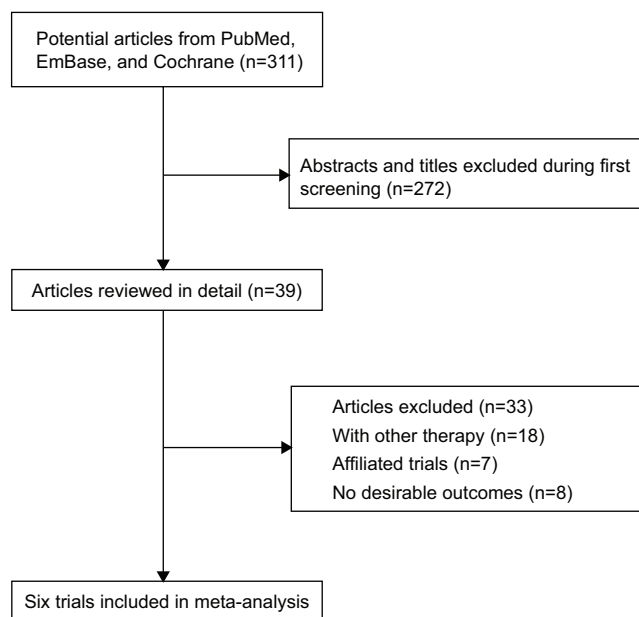 Potential articles from PubMed,
EmBase, and Cochrane (n=311)
Abstracts and titles excluded during first
screening (n=272)
Articles reviewed in detail (n=39)
Articles excluded (n=33)
With other therapy (n=18)
Affiliated trials (n=7)
No desirable outcomes (n=8)
Six trials included in meta-analysis